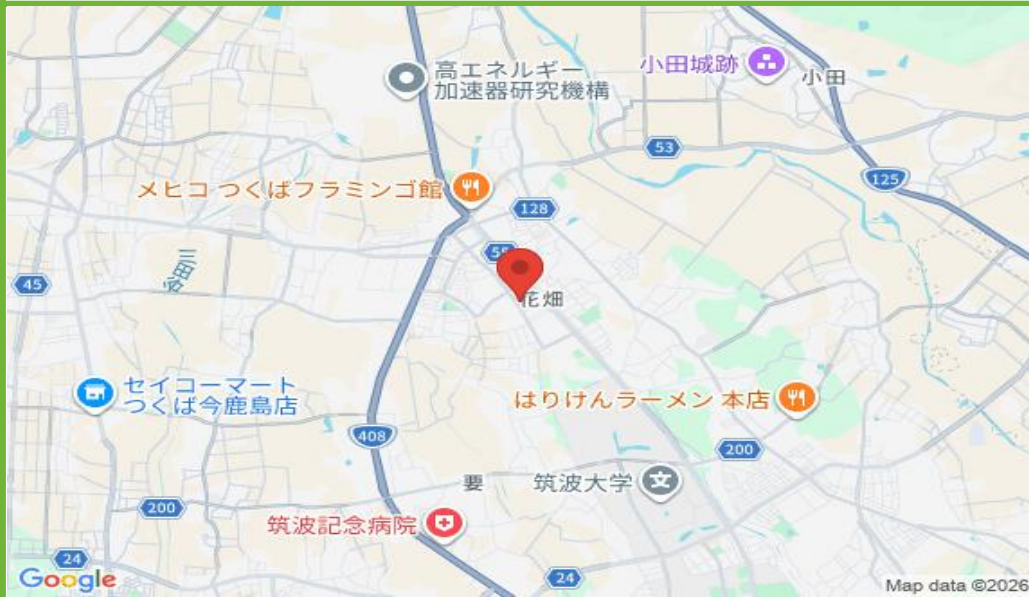 高エネルギー
加速器研究機構
小田城跡
小田
53
125
メヒコ つくばフラミンゴ館
128
55
三田谷
45
花畑
セイコーマート
つくば今鹿島店
はりけんラーメン 本店
408
200
要
筑波大学
200
筑波記念病院
24
24
Google
Map data ©2026